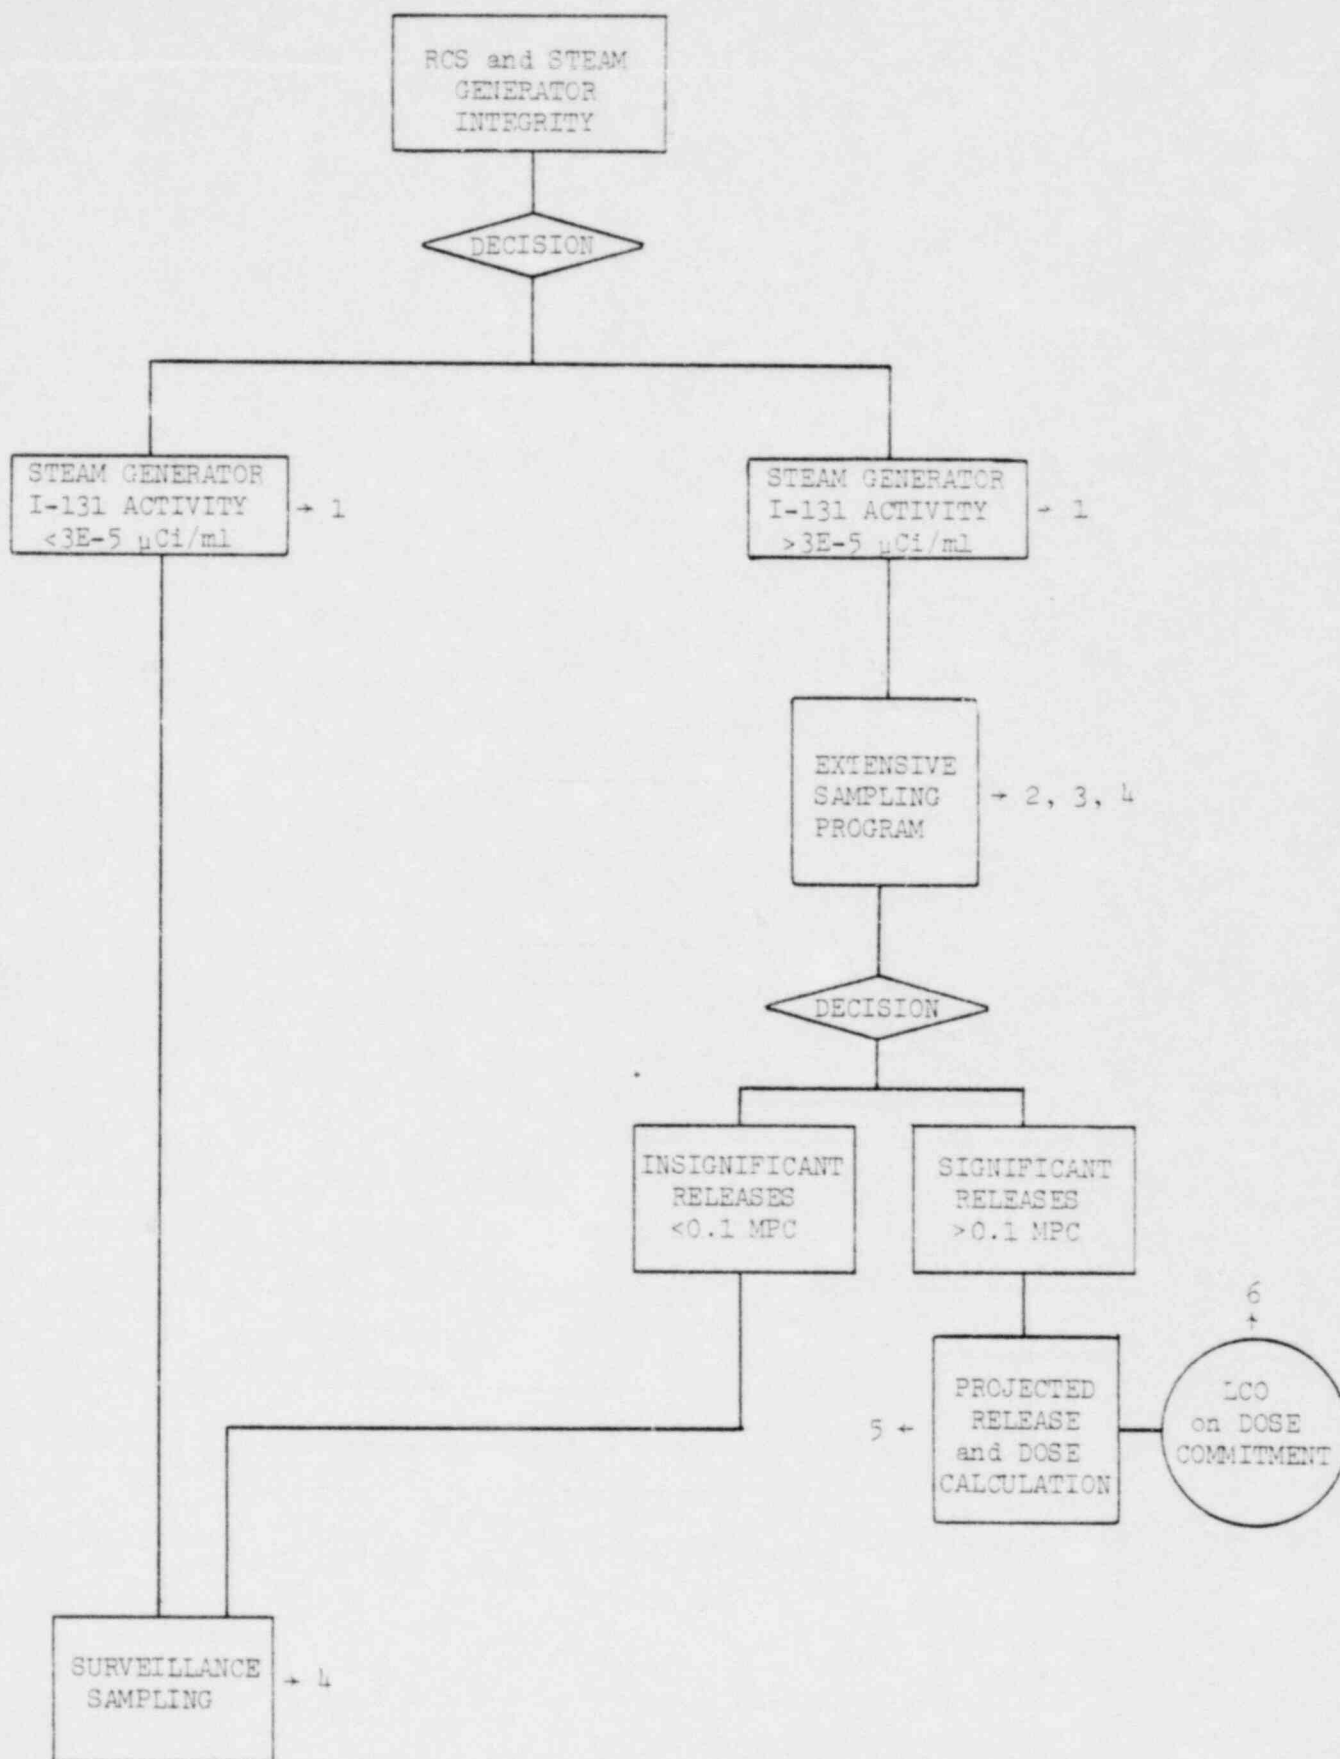 RCS and STEAM
GENERATOR
INTEGRITY
DECISION
STEAM GENERATOR
I-131 ACTIVITY
<3E-5 µCi/ml
→ 1
STEAM GENERATOR
I-131 ACTIVITY
>3E-5 µCi/ml
→ 1
EXTENSIVE
SAMPLING
PROGRAM
→ 2, 3, 4
DECISION
INSIGNIFICANT
RELEASES
<0.1 MPC
SIGNIFICANT
RELEASES
>0.1 MPC
6
↑
5 ←
PROJECTED
RELEASE
and DOSE
CALCULATION
LCO
on DOSE
COMMITMENT
SURVEILLANCE
SAMPLING
→ 4